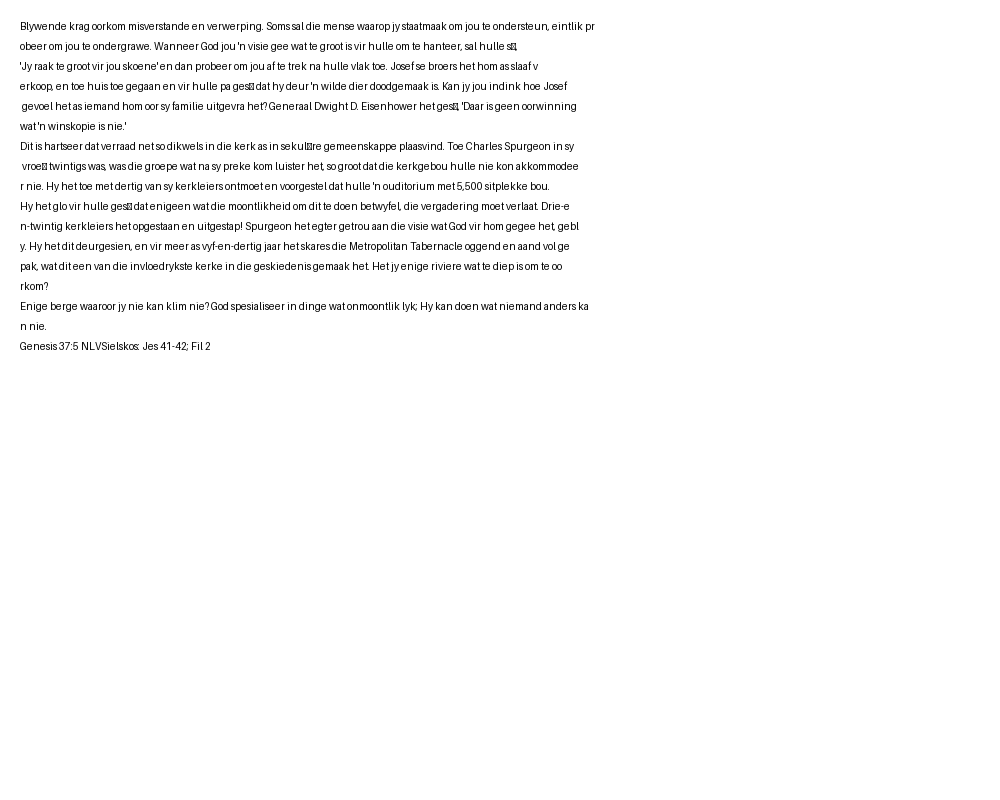 Blywende krag oorkom misverstande en verwerping. Soms sal die mense waarop jy staatmaak om jou te ondersteun, eintlik pr
obeer om jou te ondergrawe. Wanneer God jou 'n visie gee wat te groot is vir hulle om te hanteer, sal hulle s□,
'Jy raak te groot vir jou skoene' en dan probeer om jou af te trek na hulle vlak toe. Josef se broers het hom as slaaf v
erkoop, en toe huis toe gegaan en vir hulle pa ges□ dat hy deur 'n wilde dier doodgemaak is. Kan jy jou indink hoe Josef
gevoel het as iemand hom oor sy familie uitgevra het? Generaal Dwight D. Eisenhower het ges□, 'Daar is geen oorwinning
wat 'n winskopie is nie.'
Dit is hartseer dat verraad net so dikwels in die kerk as in sekul□re gemeenskappe plaasvind. Toe Charles Spurgeon in sy
vroe□ twintigs was, was die groepe wat na sy preke kom luister het, so groot dat die kerkgebou hulle nie kon akkommodee
r nie. Hy het toe met dertig van sy kerkleiers ontmoet en voorgestel dat hulle 'n ouditorium met 5,500 sitplekke bou.
Hy het glo vir hulle ges□ dat enigeen wat die moontlikheid om dit te doen betwyfel, die vergadering moet verlaat. Drie-e
n-twintig kerkleiers het opgestaan en uitgestap! Spurgeon het egter getrou aan die visie wat God vir hom gegee het, gebl
y. Hy het dit deurgesien, en vir meer as vyf-en-dertig jaar het skares die Metropolitan Tabernacle oggend en aand vol ge
pak, wat dit een van die invloedrykste kerke in die geskiedenis gemaak het. Het jy enige riviere wat te diep is om te oo
rkom?
Enige berge waaroor jy nie kan klim nie? God spesialiseer in dinge wat onmoontlik lyk; Hy kan doen wat niemand anders ka
n nie.
Genesis 37:5 NLVSielskos: Jes 41-42; Fil 2